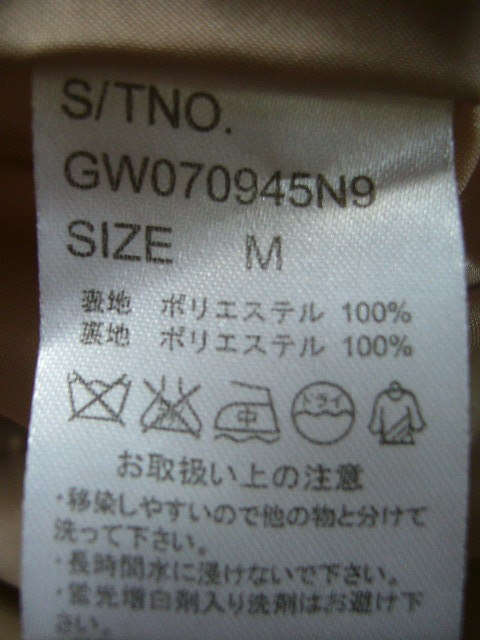 S/TNO.
GW070945N9
SIZE M
表地 ポリエステル 100%
裏地 ポリエステル 100%
中 ドライ
お取扱い上の注意
・移染しやすいので他の物と分けて
洗って下さい。
・長時間水に浸けないで下さい。
・蛍光増白剤入り洗剤はお避け下
さい。